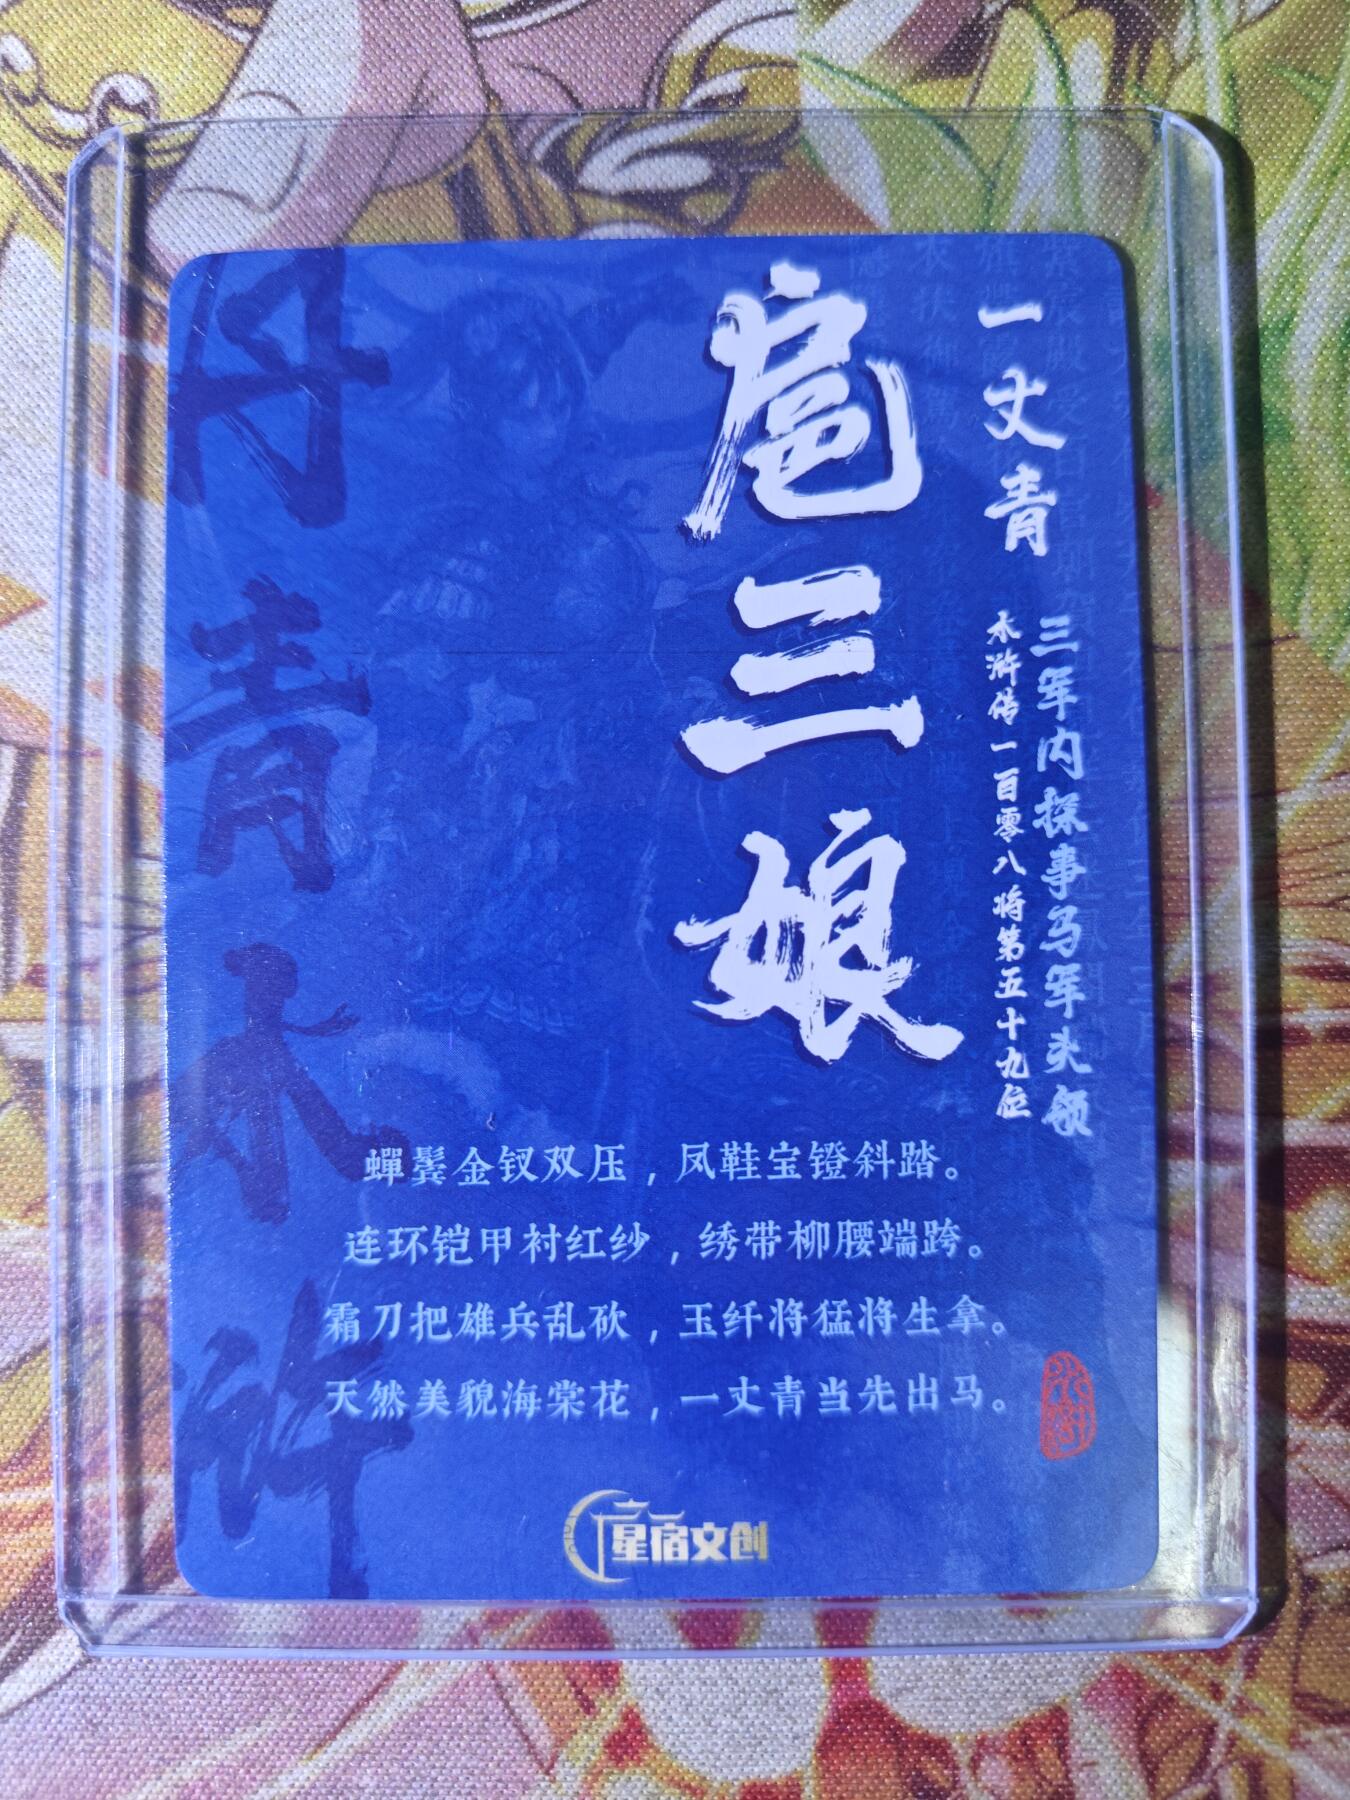 一丈青
三军内探事马军头领
水浒传一百零八将第五十九位
扈三娘
丹青水浒
蝉鬓金钗双压，凤鞋宝镫斜踏。
连环铠甲衬红纱，绣带柳腰端跨。
霜刀把雄兵乱砍，玉纤将猛将生拿。
天然美貌海棠花，一丈青当先出马。
水浒
星宿文创